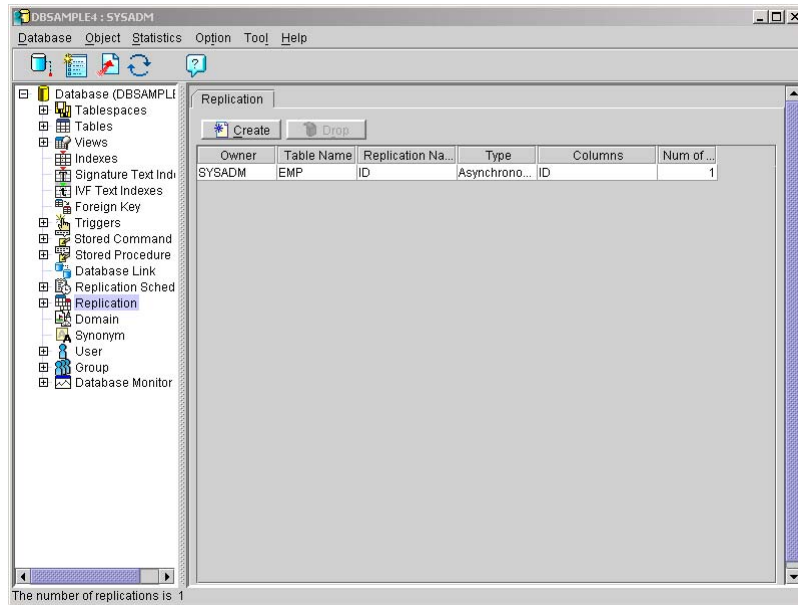 DBSAMPLE4 : SYSADM
Database Object Statistics Option Tool Help
Database (DBSAMPLE
Tablespaces
Tables
Views
Indexes
Signature Text Ind
IVF Text Indexes
Foreign Key
Triggers
Stored Command
Stored Procedure
Database Link
Replication Sched
Replication
Domain
Synonym
User
Group
Database Monitor
Replication
Create Drop
Owner Table Name Replication Na... Type Columns Num of ...
SYSADM EMP ID Asynchrono... ID 1
The number of replications is 1